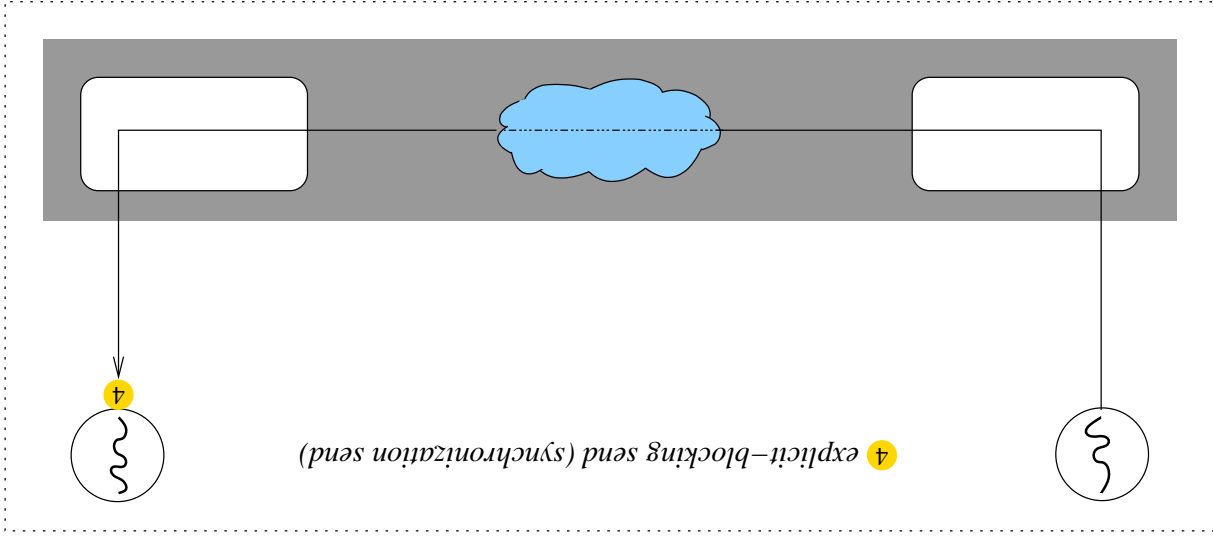 4 explicit–blocking send (synchronization send)
4